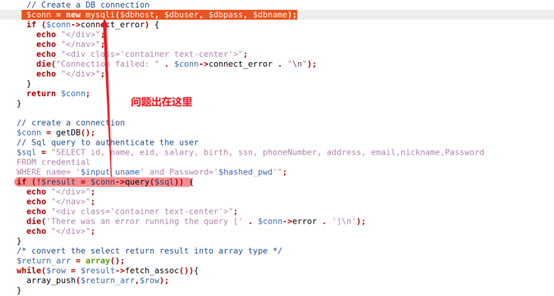 // Create a DB connection
$conn = new mysqli($dbhost, $dbuser, $dbpass, $dbname);
if ($conn->connect_error) {
echo "</div>";
echo "</nav>";
echo "<div class='container text-center'>";
die("Connection failed: " . $conn->connect_error . "\n");
echo "</div>";
}
return $conn;
}
问题出在这里
// create a connection
$conn = getDB();
// Sql query to authenticate the user
$sql = "SELECT id, name, eid, salary, birth, ssn, phoneNumber, address, email,nickname,Password
FROM credential
WHERE name= '$input_uname' and Password='$hashed_pwd'";
if (!$result = $conn->query($sql)) {
echo "</div>";
echo "</nav>";
echo "<div class='container text-center'>";
die('There was an error running the query [' . $conn->error . ']\n');
echo "</div>";
}
/* convert the select return result into array type */
$return_arr = array();
while($row = $result->fetch_assoc()){
array_push($return_arr,$row);
}